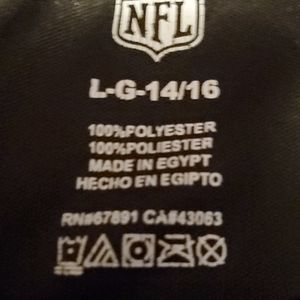 NFL
L-G-14/16
100%POLYESTER
100%POLIESTER
MADE IN EGYPT
HECHO EN EGIPTO
RN#67891 CA#43063